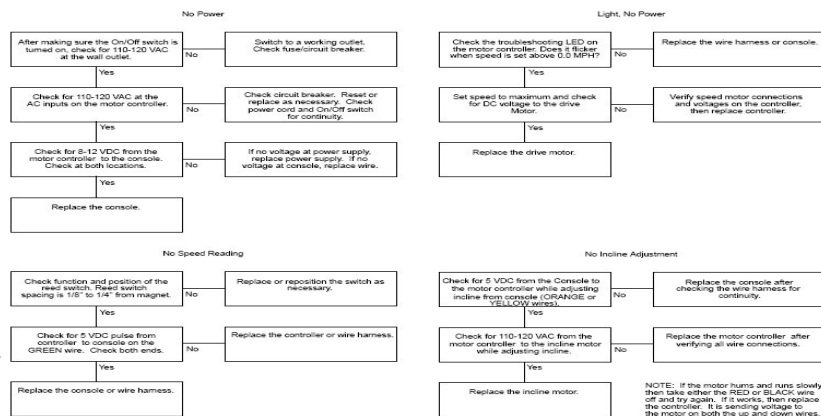 No Power
After making sure the On/Off switch is
turned on, check for 110-120 VAC
at the wall outlet.
No
Switch to a working outlet.
Check fuse/circuit breaker.
Yes
Check for 110-120 VAC at the
AC inputs on the motor controller.
No
Check circuit breaker. Reset or
replace as necessary. Check
power cord and On/Off switch
for continuity.
Yes
Check for 8-12 VDC from the
motor controller to the console.
Check at both locations.
No
If no voltage at power supply,
replace power supply. If no
voltage at console, replace wire.
Yes
Replace the console.
Light, No Power
Check the troubleshooting LED on
the motor controller. Does it flicker
when speed is set above 0.0 MPH?
No
Replace the wire harness or console.
Yes
Set speed to maximum and check
for DC voltage to the drive
Motor.
No
Verify speed motor connections
and voltages on the controller,
then replace controller.
Yes
Replace the drive motor.
No Speed Reading
Check function and position of the
reed switch. Reed switch
spacing is 1/8" to 1/4" from magnet.
No
Replace or reposition the switch as
necessary.
Yes
Check for 5 VDC pulse from
controller to console on the
GREEN wire. Check both ends.
No
Replace the controller or wire harness.
Yes
Replace the console or wire harness.
No Incline Adjustment
Check for 5 VDC from the Console to
the motor controller while adjusting
incline from console (ORANGE or
YELLOW wires).
No
Replace the console after
checking the wire harness for
continuity.
Yes
Check for 110-120 VAC from the
motor controller to the incline motor
while adjusting incline.
No
Replace the motor controller after
verifying all wire connections.
Yes
Replace the incline motor.
NOTE: If the motor hums and runs slowly
then take either the RED or BLACK wire
off and try again. If it works, then replace
the controller. It is sending voltage to
the motor on both the up and down wires